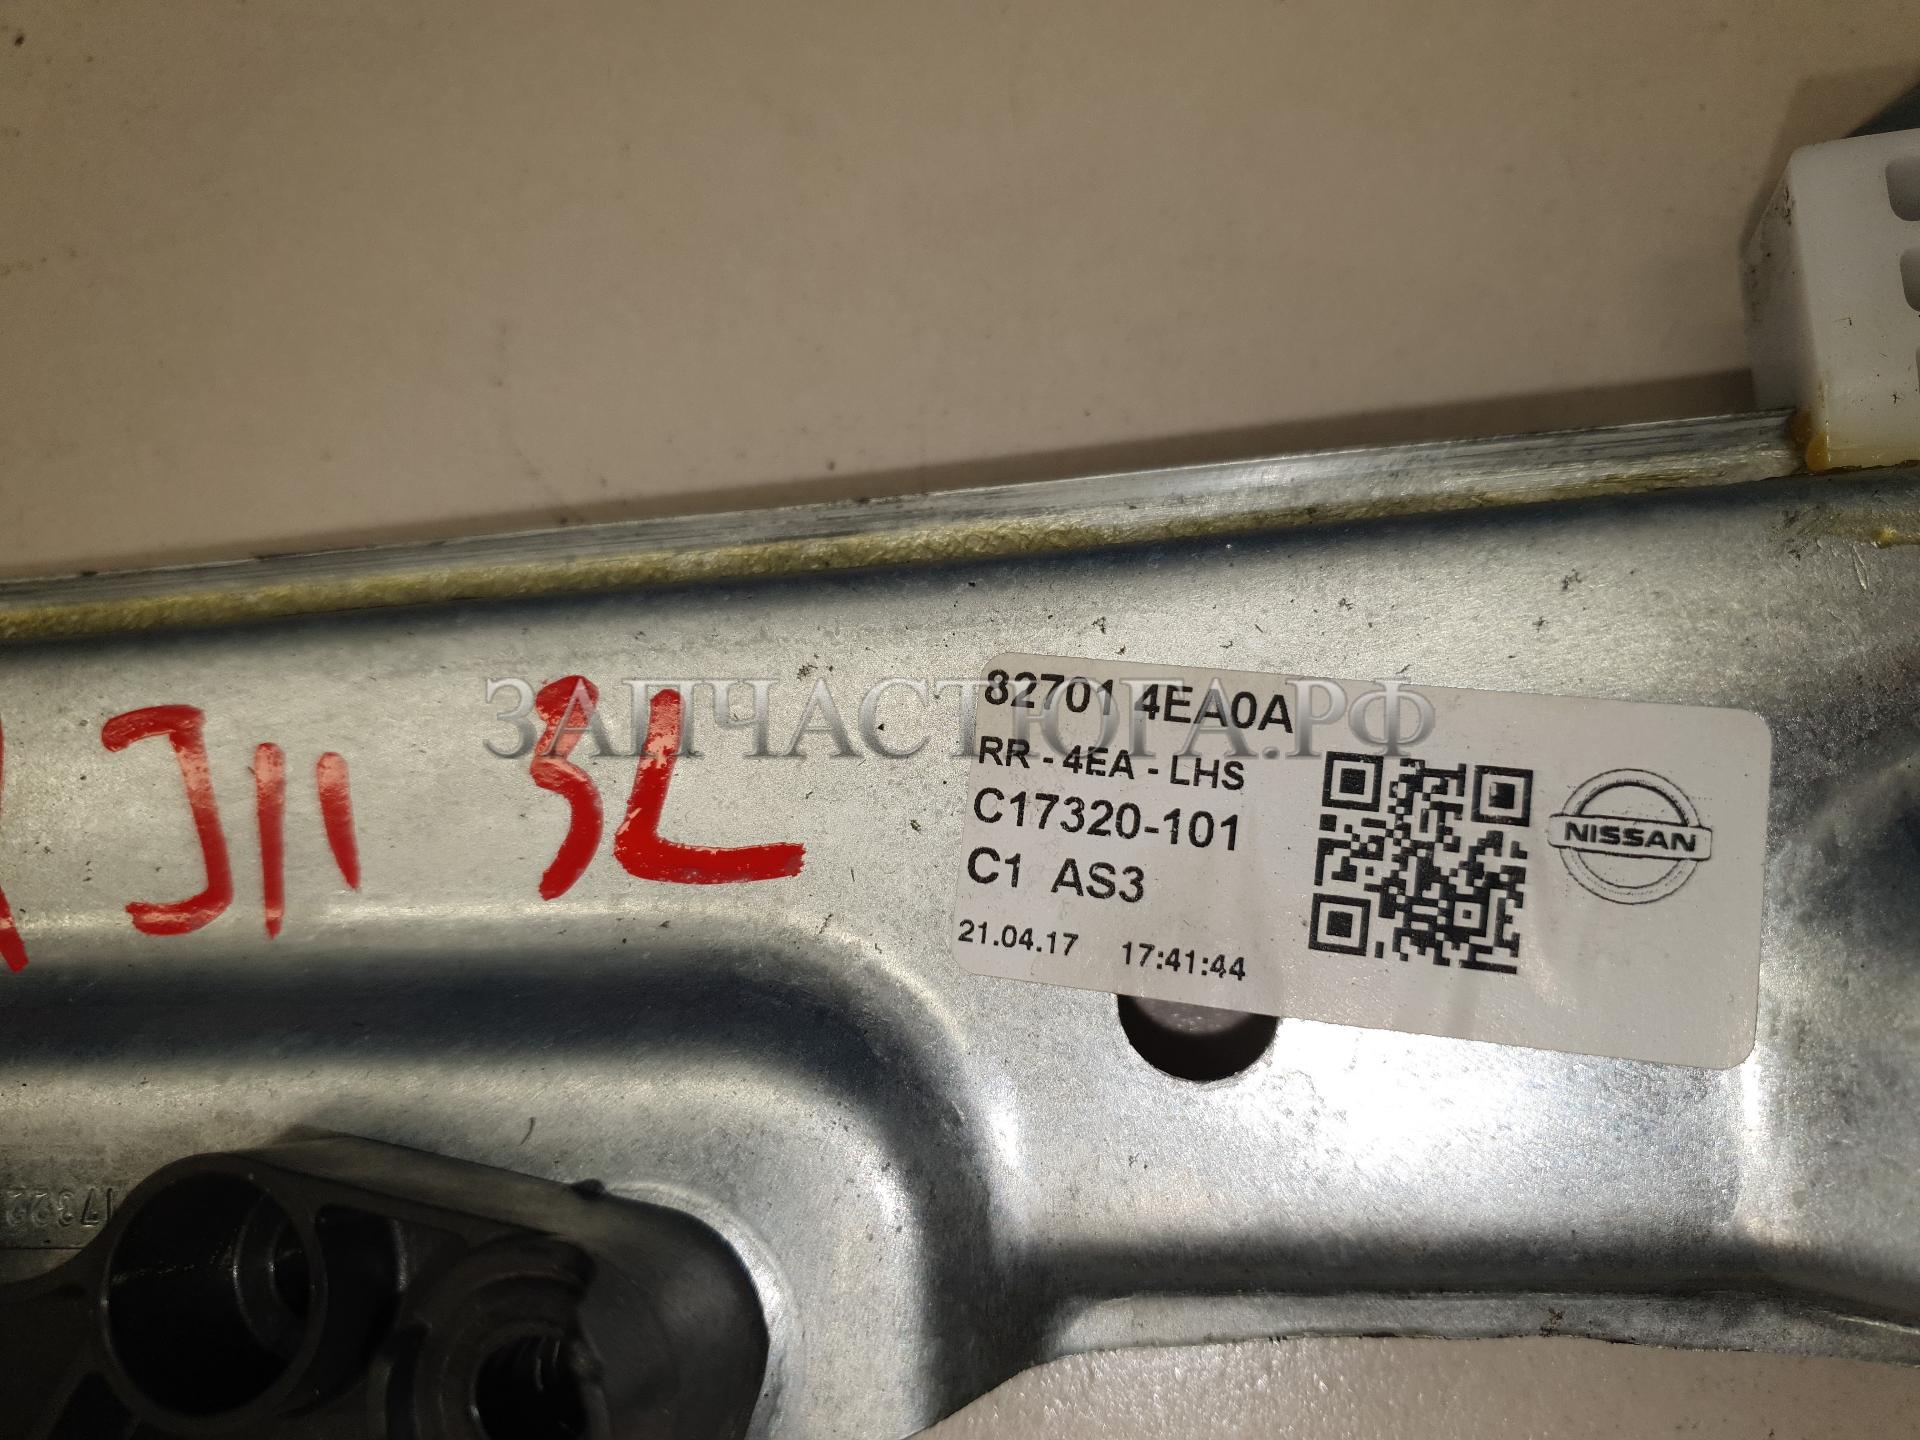 ЗАПЧАСТЮГА.РФ
J11 ЗL
82701 4EA0A
RR - 4EA - LHS
C17320-101
C1 AS3
21.04.17 17:41:44
NISSAN